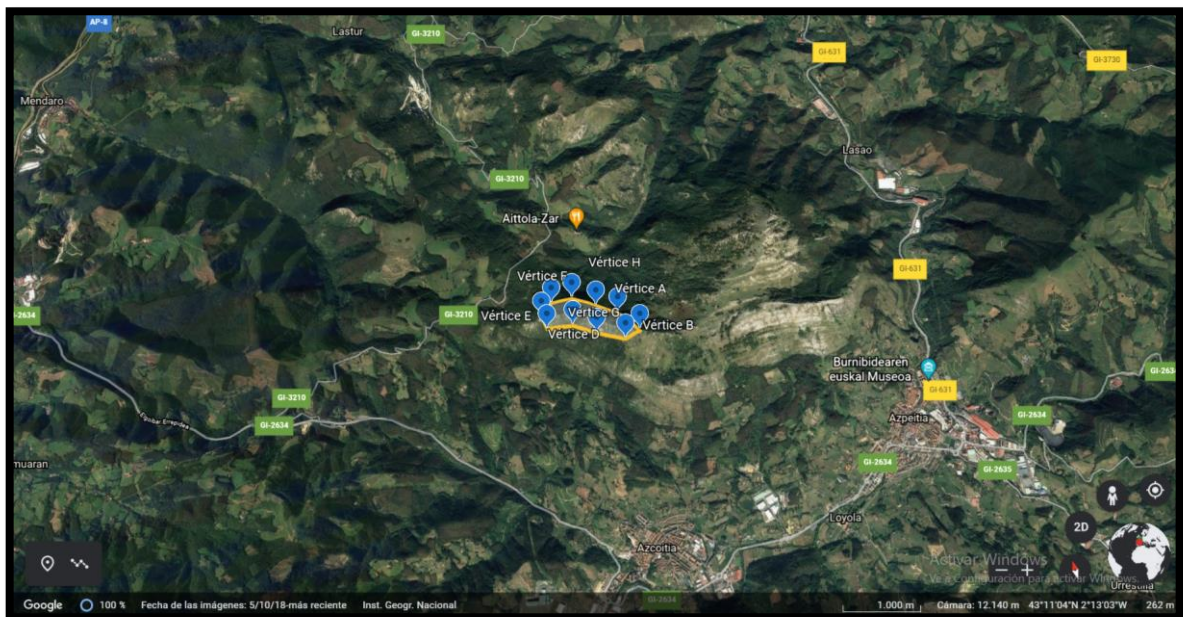 AP-8
Lastur
GI-3210
GI-631
GI-3730
Mendaro
Lasao
GI-3210
Aittola-Zar
Vértice H
GI-631
Vértice A
Vértice E
Vértice G
GI-3210
Vértice B
Vértice D
GI-2634
Burnibidearen
euskal Museoa
GI-631
GI-3210
GI-2634
Azpeitia
GI-2634
muaran
GI-2634
GI-2635
Loyola
2D
Azcoitia
Activar Windows
Ve a Configuración para activar Windows.
Urrestilla
GI-2634
Google
100 %
Fecha de las imágenes: 5/10/18-más reciente
Inst. Geogr. Nacional
1.000 m
Cámara: 12.140 m
43°11'04"N 2°13'03"W
262 m